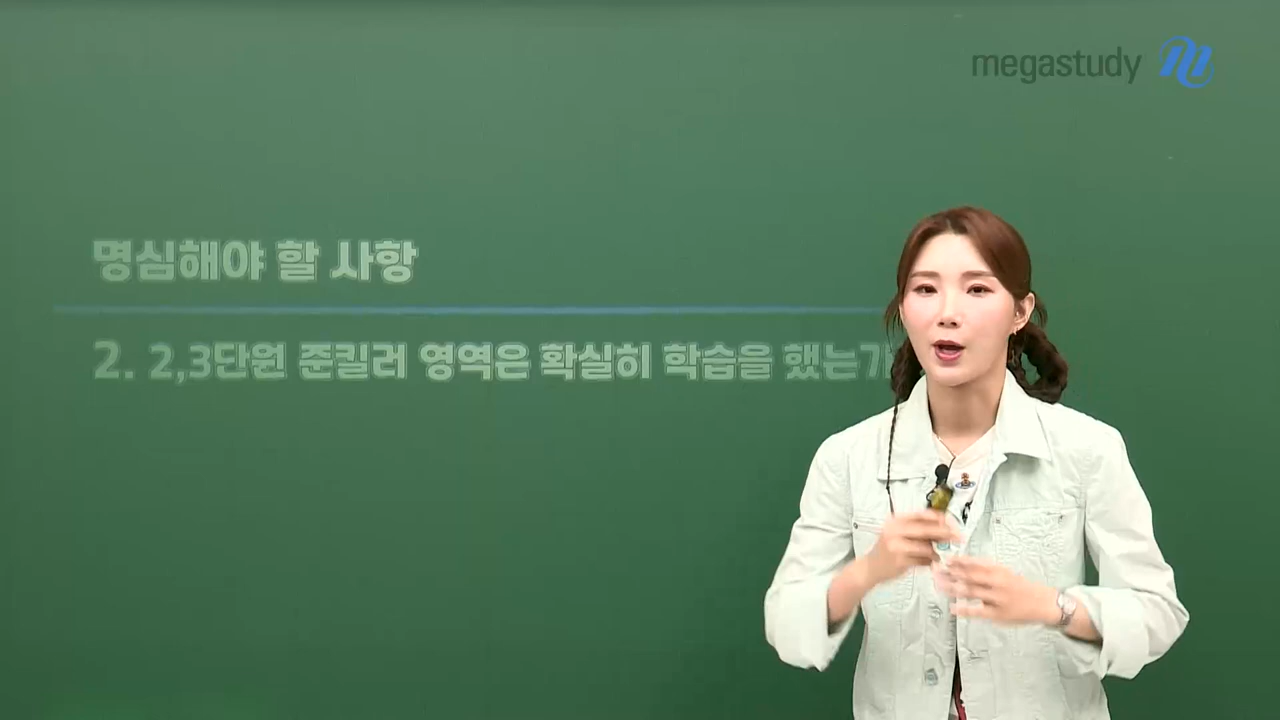 megastudy
명심해야 할 사항
2. 2,3단원 준킬러 영역은 확실히 학습을 했는가